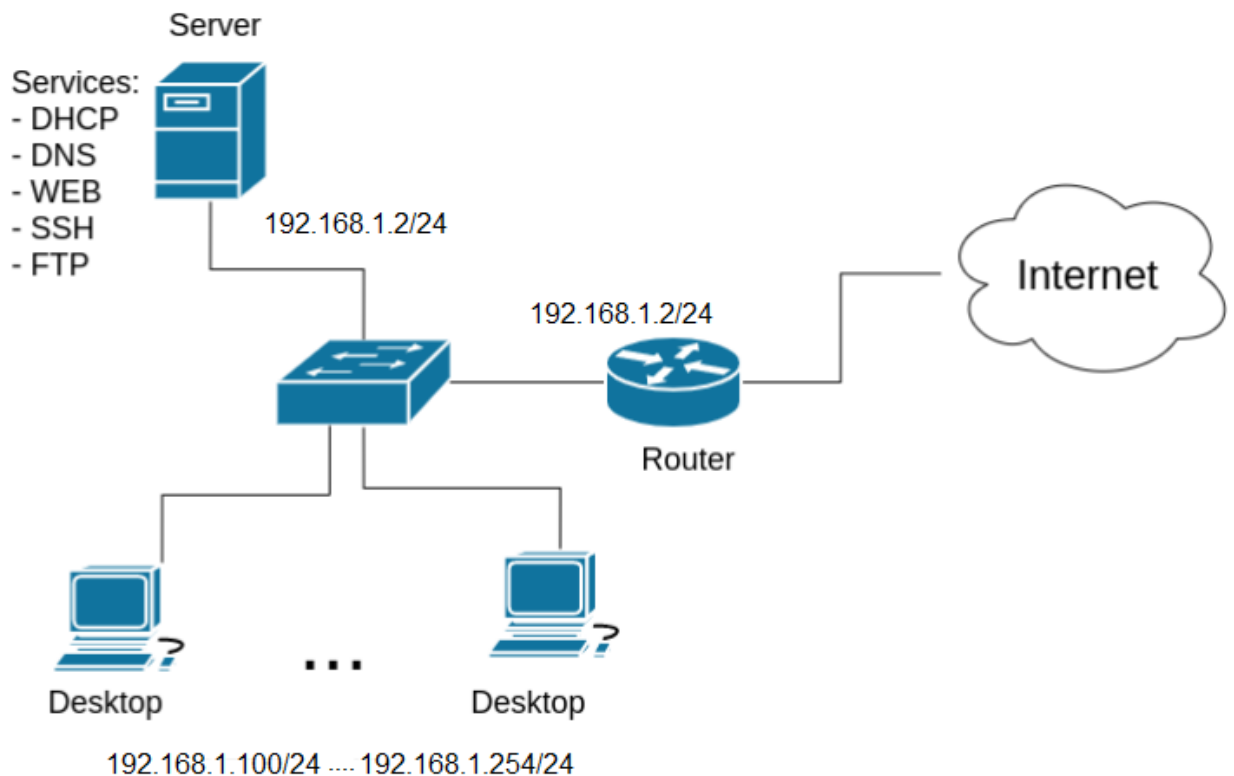 Server
Services:
- DHCP
- DNS
- WEB
- SSH
- FTP
192.168.1.2/24
192.168.1.2/24
Internet
Router
Desktop
...
Desktop
192.168.1.100/24 .... 192.168.1.254/24